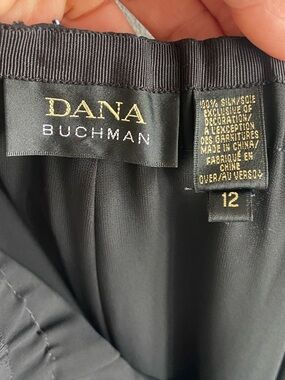 DANA
BUCHMAN
100% SILK/SOIE
EXCLUSIVE OF
DECORATION/
A L'EXCEPTION
DES GARNITURES
MADE IN CHINA/
FABRIQUÉ EN
CHINE
OVER/AU VERSO
12